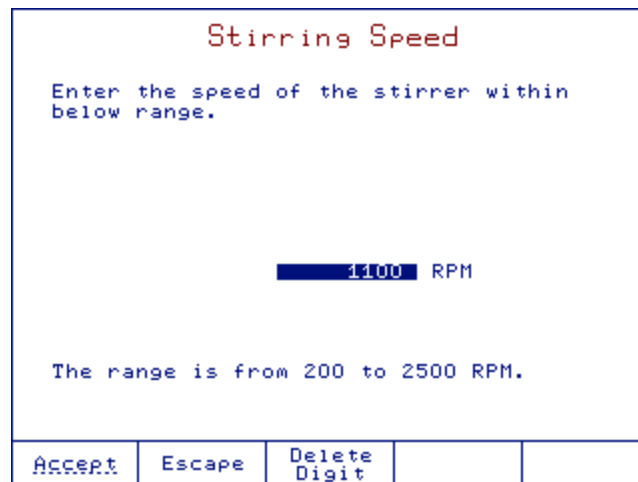 Stirring Speed
Enter the speed of the stirrer within
below range.
1100 RPM
The range is from 200 to 2500 RPM.
Accept Escape Delete
Digit